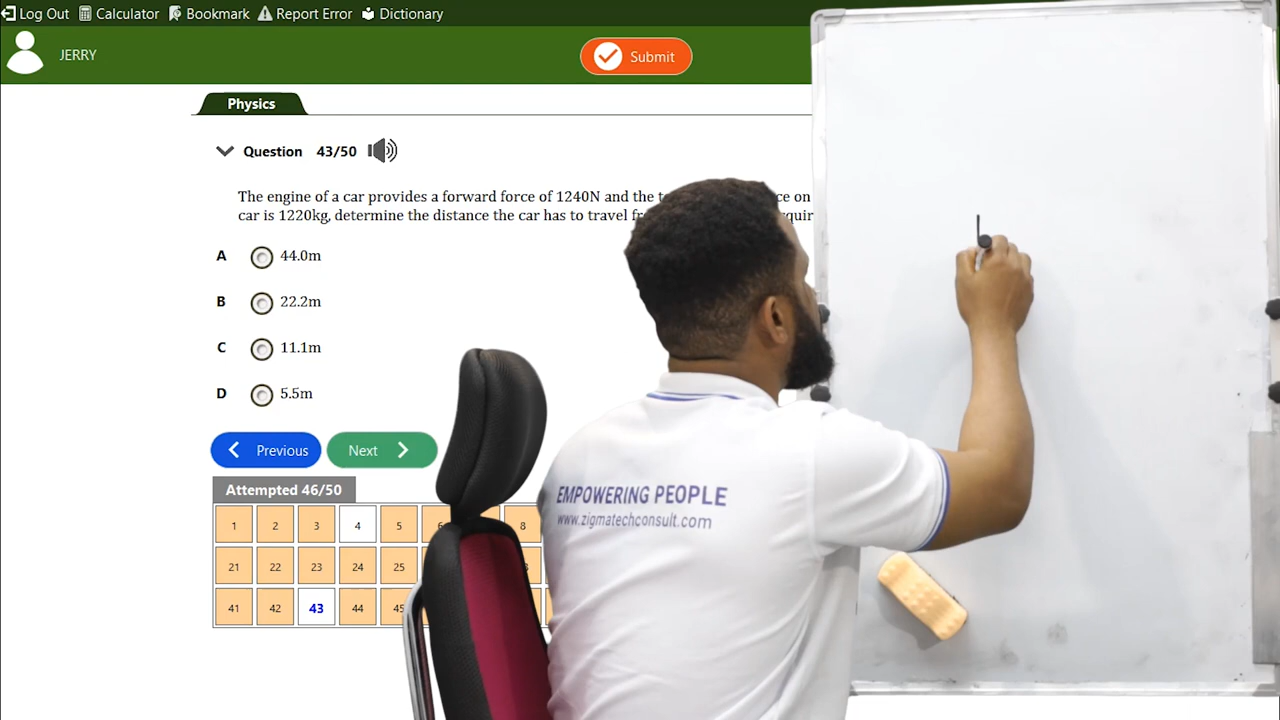 Log Out Calculator Bookmark Report Error Dictionary
JERRY
Submit
Physics
Question 43/50
The engine of a car provides a forward force of 1240N and the on
car is 1220kg, determine the distance the car has to travel
A 44.0m
B 22.2m
C 11.1m
D 5.5m
Previous Next
Attempted 46/50
1 2 3 4 5 8
21 22 23 24 25
41 42 43 44 45
EMPOWERING PEOPLE
www.zigmatechconsult.com